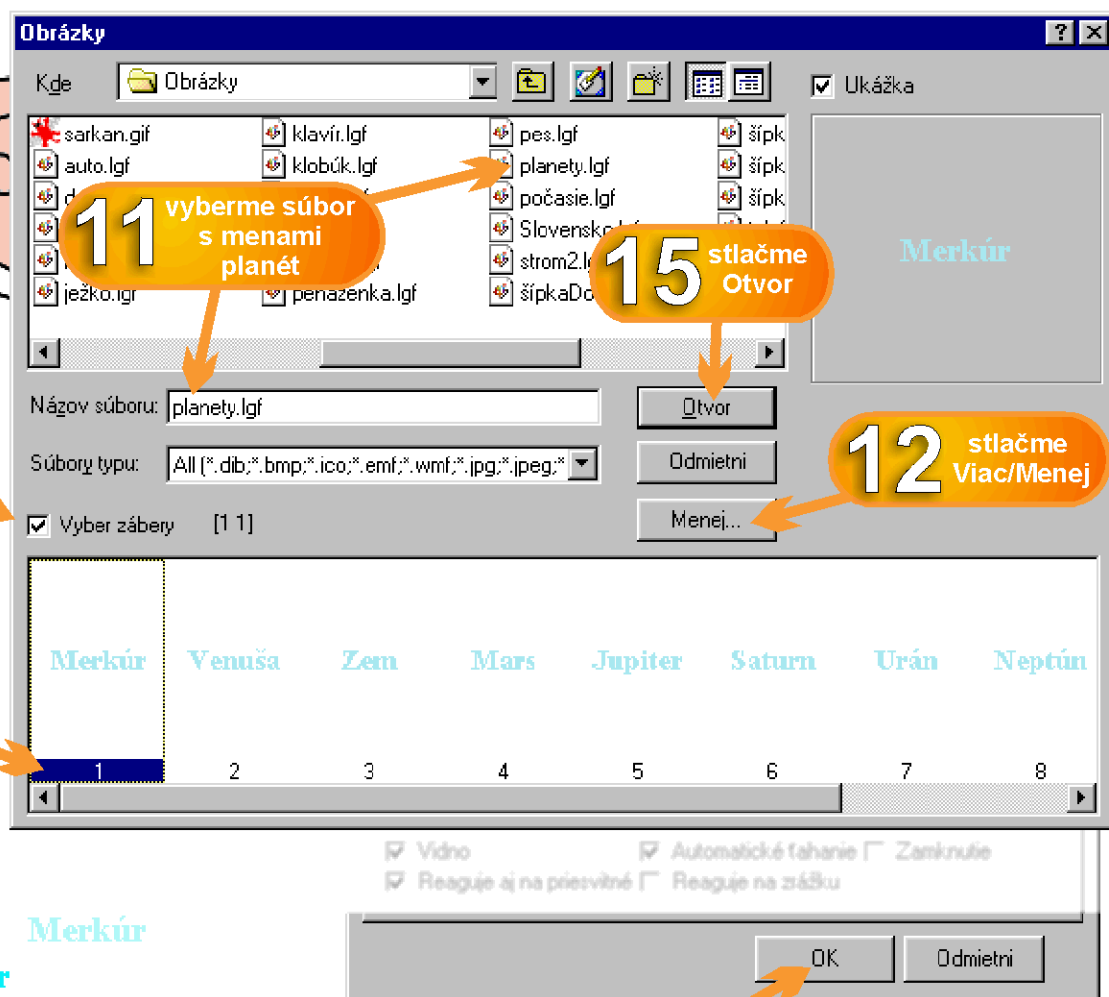 Obrázky
Kde Obrázky Ukážka
sarkan.gif klavír.lgf pes.lgf šípk
auto.lgf klobúk.lgf planety.lgf šípk
počasie.lgf šípk
11 vyberme súbor
s menami
planét
Slovensko
strom2.l
ježko.lgf peňaženka.lgf šípkaDo
15 stlačme
Otvor
Merkúr
Názov súboru: planety.lgf Otvor
Súbory typu: All (*.dib;*.bmp;*.ico;*.emf;*.wmf;*.jpg;*.jpeg;* Odmietni
12 stlačme
Viac/Menej
Vyber zábery [1 1] Menej...
Merkúr Venuša Zem Mars Jupiter Saturn Urán Neptún
1 2 3 4 5 6 7 8
Vidno Automatické ťahanie Zamknutie
Reaguje aj na priesvitné Reaguje na zrážku
Merkúr
OK Odmietni
r